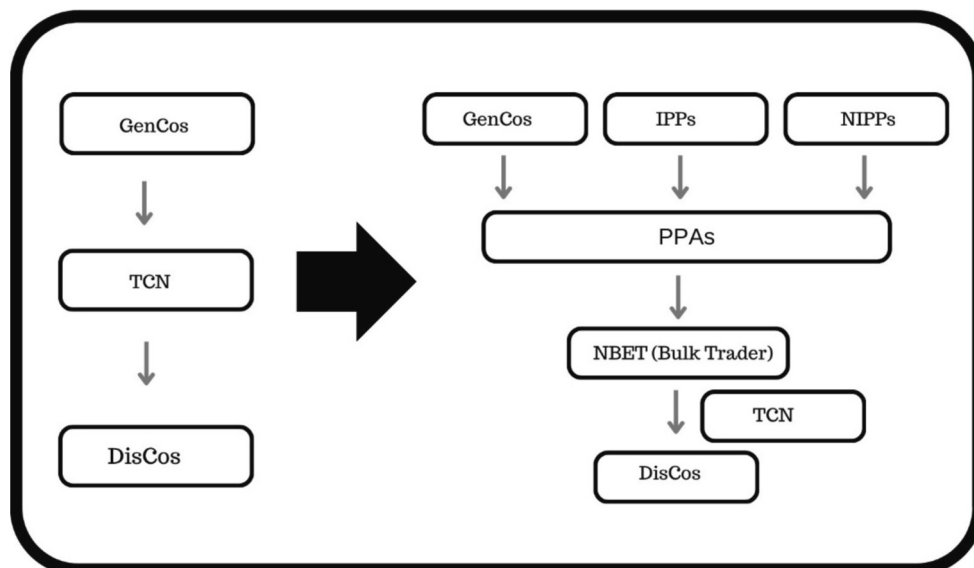 GenCos
TCN
DisCos
GenCos
IPPs
NIPPs
PPAs
NBET (Bulk Trader)
TCN
DisCos